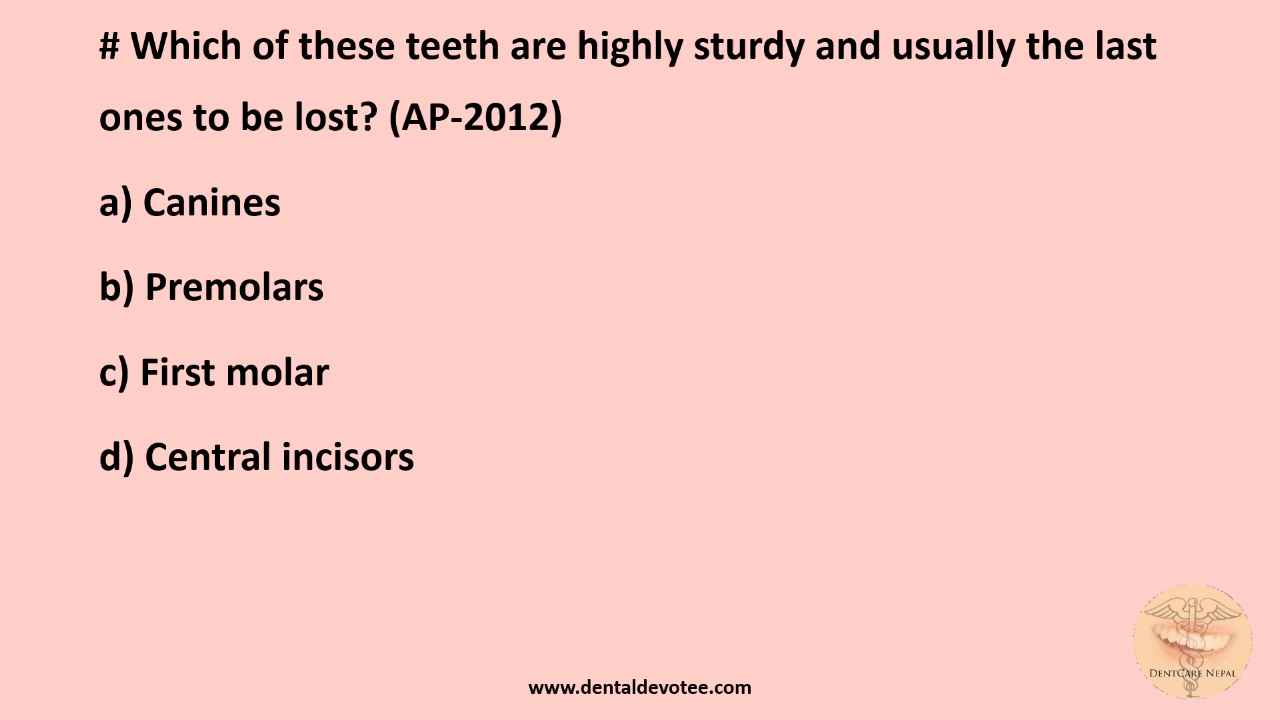 # Which of these teeth are highly sturdy and usually the last
ones to be lost? (AP-2012)
a) Canines
b) Premolars
c) First molar
d) Central incisors
DENTCARE NEPAL
www.dentaldevotee.com